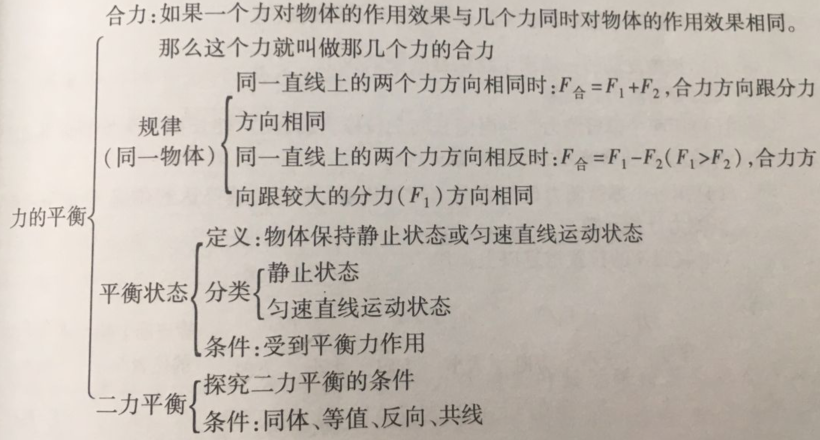 合力:如果一个力对物体的作用效果与几个力同时对物体的作用效果相同。
那么这个力就叫做那几个力的合力
同一直线上的两个力方向相同时:F合=F1+F2,合力方向跟分力
规律
方向相同
(同一物体)
同一直线上的两个力方向相反时:F合=F1-F2(F1>F2),合力方
向跟较大的分力(F1)方向相同
力的平衡
定义:物体保持静止状态或匀速直线运动状态
静止状态
平衡状态
分类
匀速直线运动状态
条件:受到平衡力作用
探究二力平衡的条件
二力平衡
条件:同体、等值、反向、共线